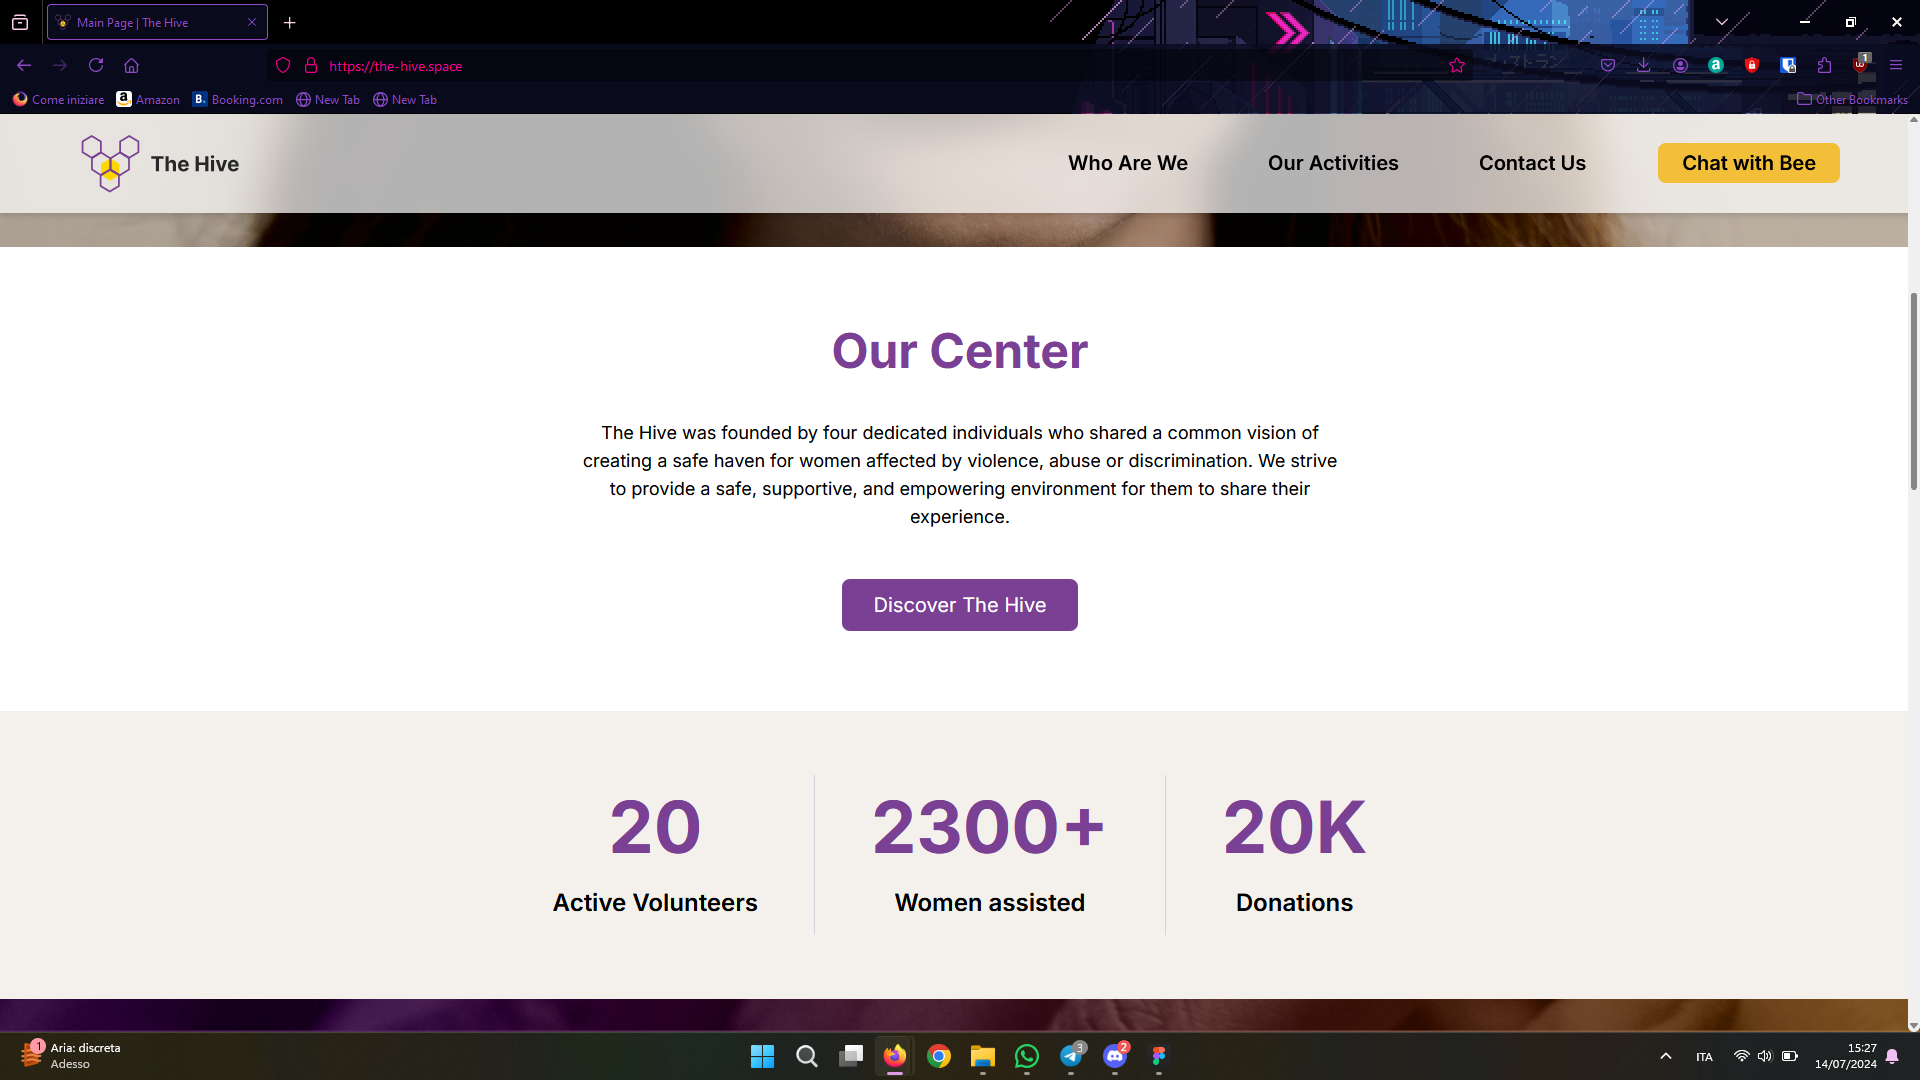 Main Page | The Hive
https://the-hive.space
1
Come iniziare
Amazon
Booking.com
New Tab
New Tab
Other Bookmarks
The Hive
Who Are We
Our Activities
Contact Us
Chat with Bee
Our Center
The Hive was founded by four dedicated individuals who shared a common vision of
creating a safe haven for women affected by violence, abuse or discrimination. We strive
to provide a safe, supportive, and empowering environment for them to share their
experience.
Discover The Hive
20
Active Volunteers
2300+
Women assisted
20K
Donations
1
Aria: discreta
Adesso
3
2
ITA
15:27
14/07/2024